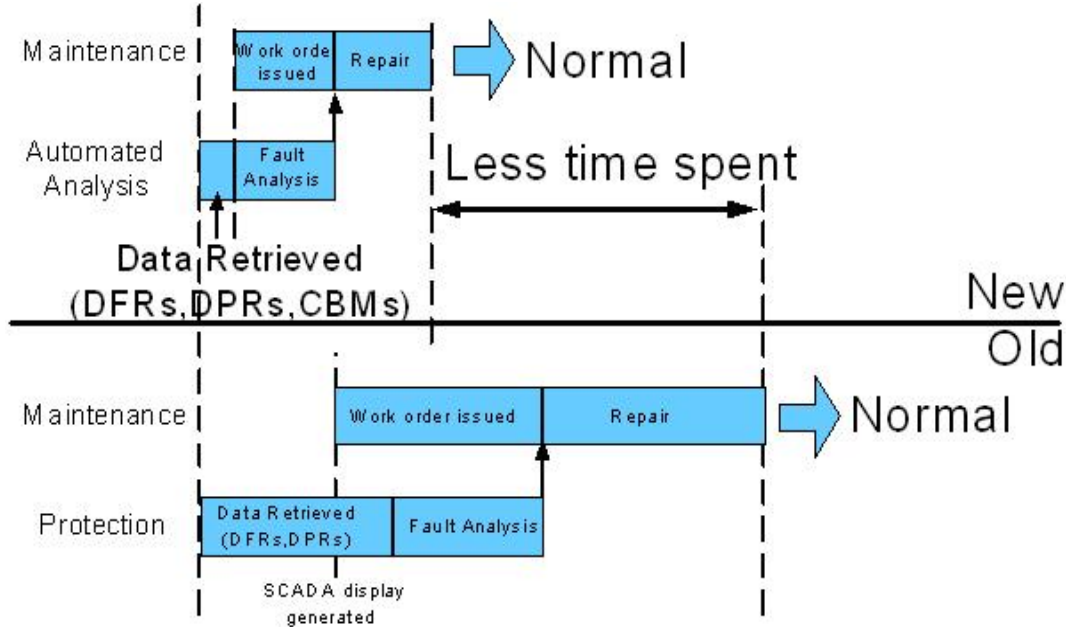 Maintenance
Work orde
issued
Repair
Normal
Automated
Analysis
Fault
Analysis
Less time spent
Data Retrieved
(DFRs,DPRs,CBMs)
New
Old
Maintenance
Work order issued
Repair
Normal
Protection
Data Retrieved
(DFRs,DPRs)
Fault Analysis
SCADA display
generated